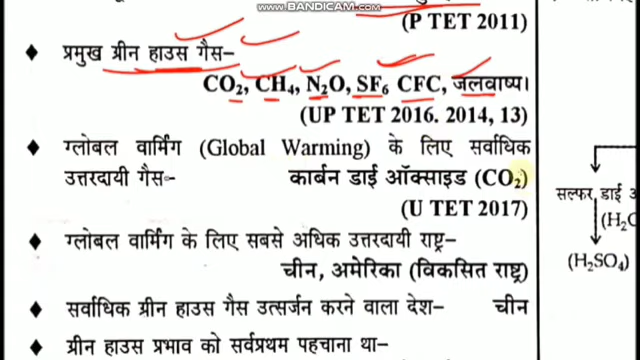 WWW.BANDICAM.COM
(P TET 2011)
♦ प्रमुख ग्रीन हाउस गैस–
CO₂, CH₄, N₂O, SF₆ CFC, जलवाष्प।
(UP TET 2016. 2014, 13)
♦ ग्लोबल वार्मिंग (Global Warming) के लिए सर्वाधिक
उत्तरदायी गैस:- कार्बन डाई ऑक्साइड (CO₂)
(U TET 2017)
♦ ग्लोबल वार्मिंग के लिए सबसे अधिक उत्तरदायी राष्ट्र–
चीन, अमेरिका (विकसित राष्ट्र)
♦ सर्वाधिक ग्रीन हाउस गैस उत्सर्जन करने वाला देश- चीन
♦ ग्रीन हाउस प्रभाव को सर्वप्रथम पहचाना था–
सल्फर डाई
(H₂SO₄)